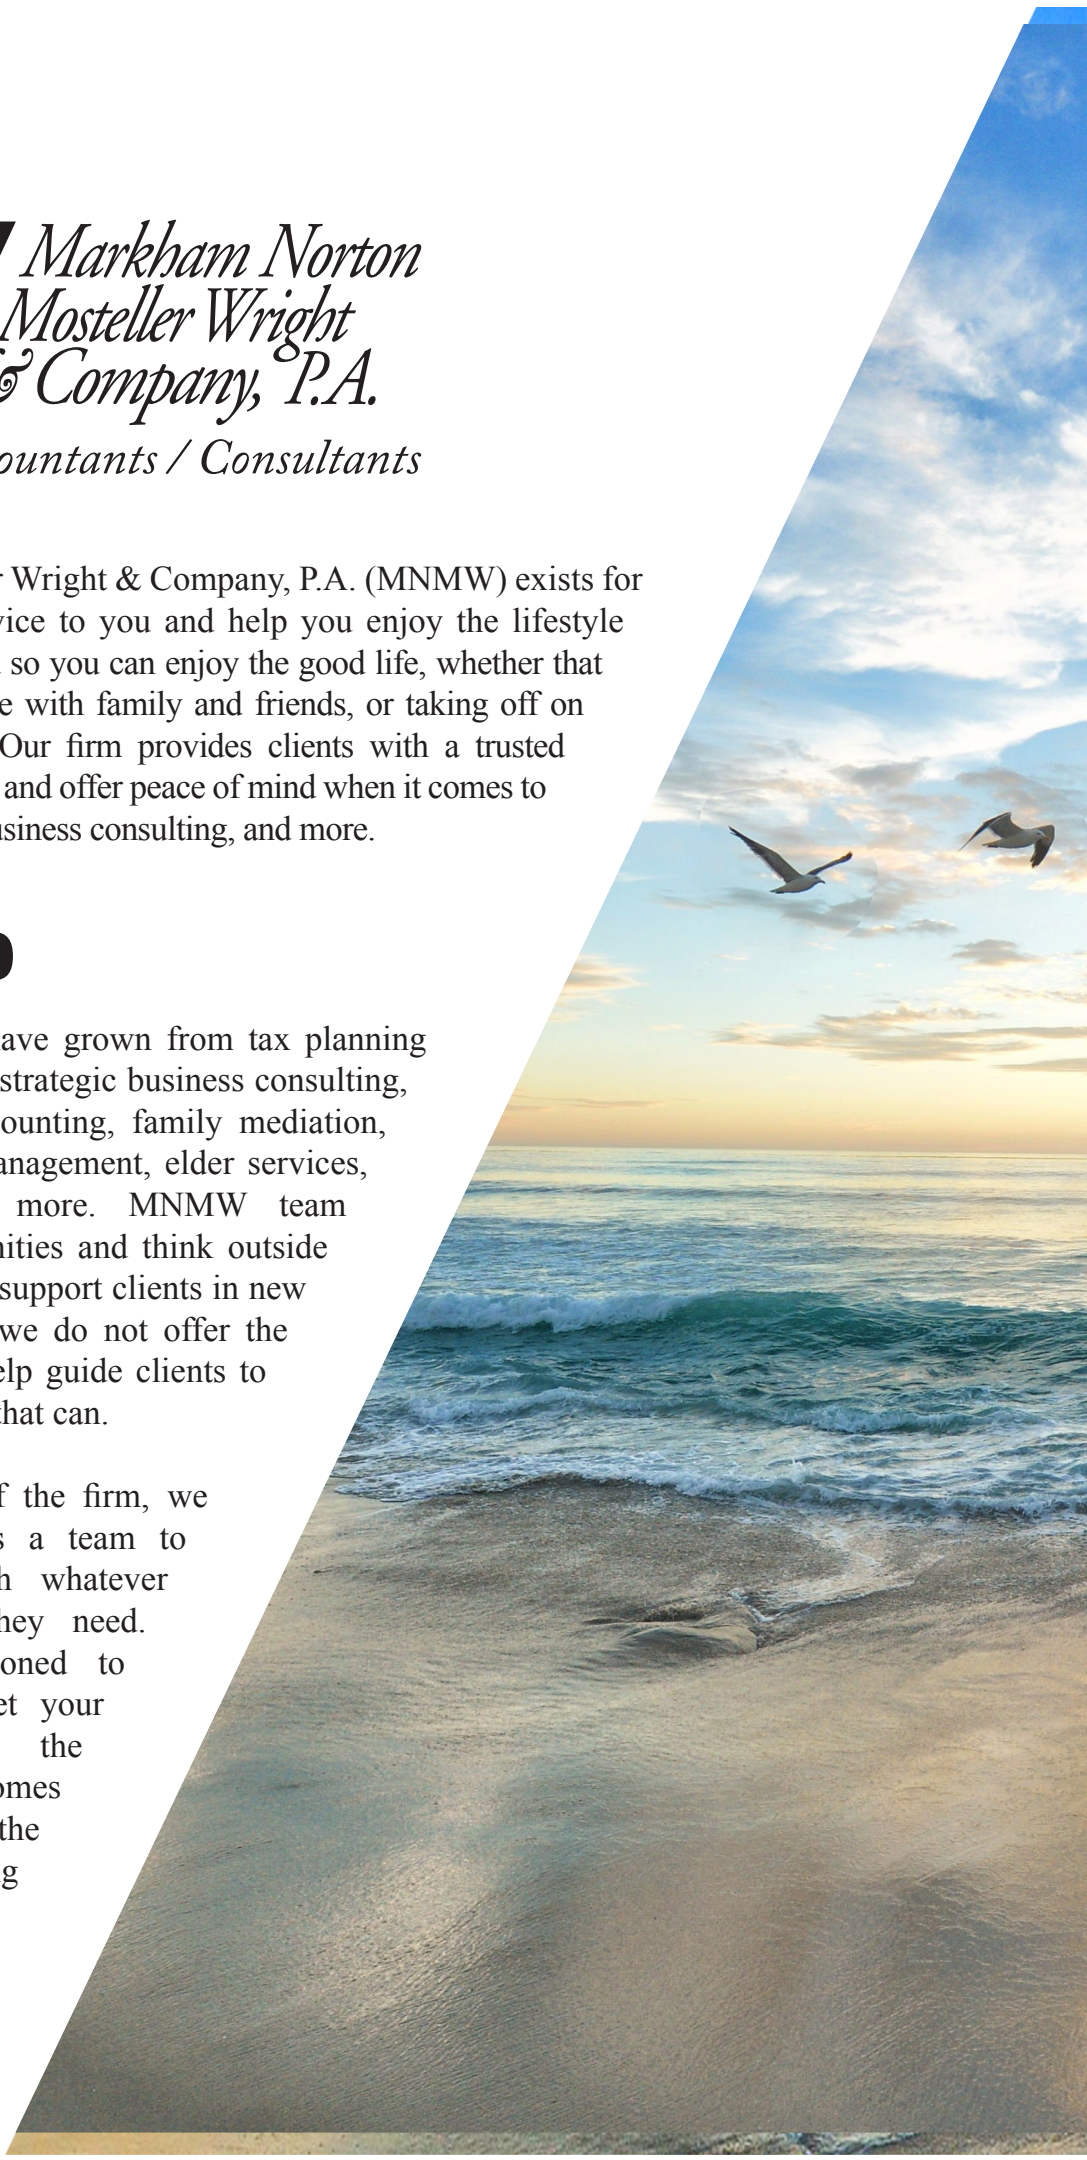 Markham Norton
Mosteller Wright
& Company, P.A.
ountants / Consultants
r Wright & Company, P.A. (MNMW) exists for
vice to you and help you enjoy the lifestyle
so you can enjoy the good life, whether that
e with family and friends, or taking off on
Our firm provides clients with a trusted
and offer peace of mind when it comes to
usiness consulting, and more.
ave grown from tax planning
strategic business consulting,
ounting, family mediation,
anagement, elder services,
more. MNMW team
nities and think outside
support clients in new
we do not offer the
elp guide clients to
that can.
f the firm, we
s a team to
h whatever
hey need.
oned to
et your
the
omes
the
g